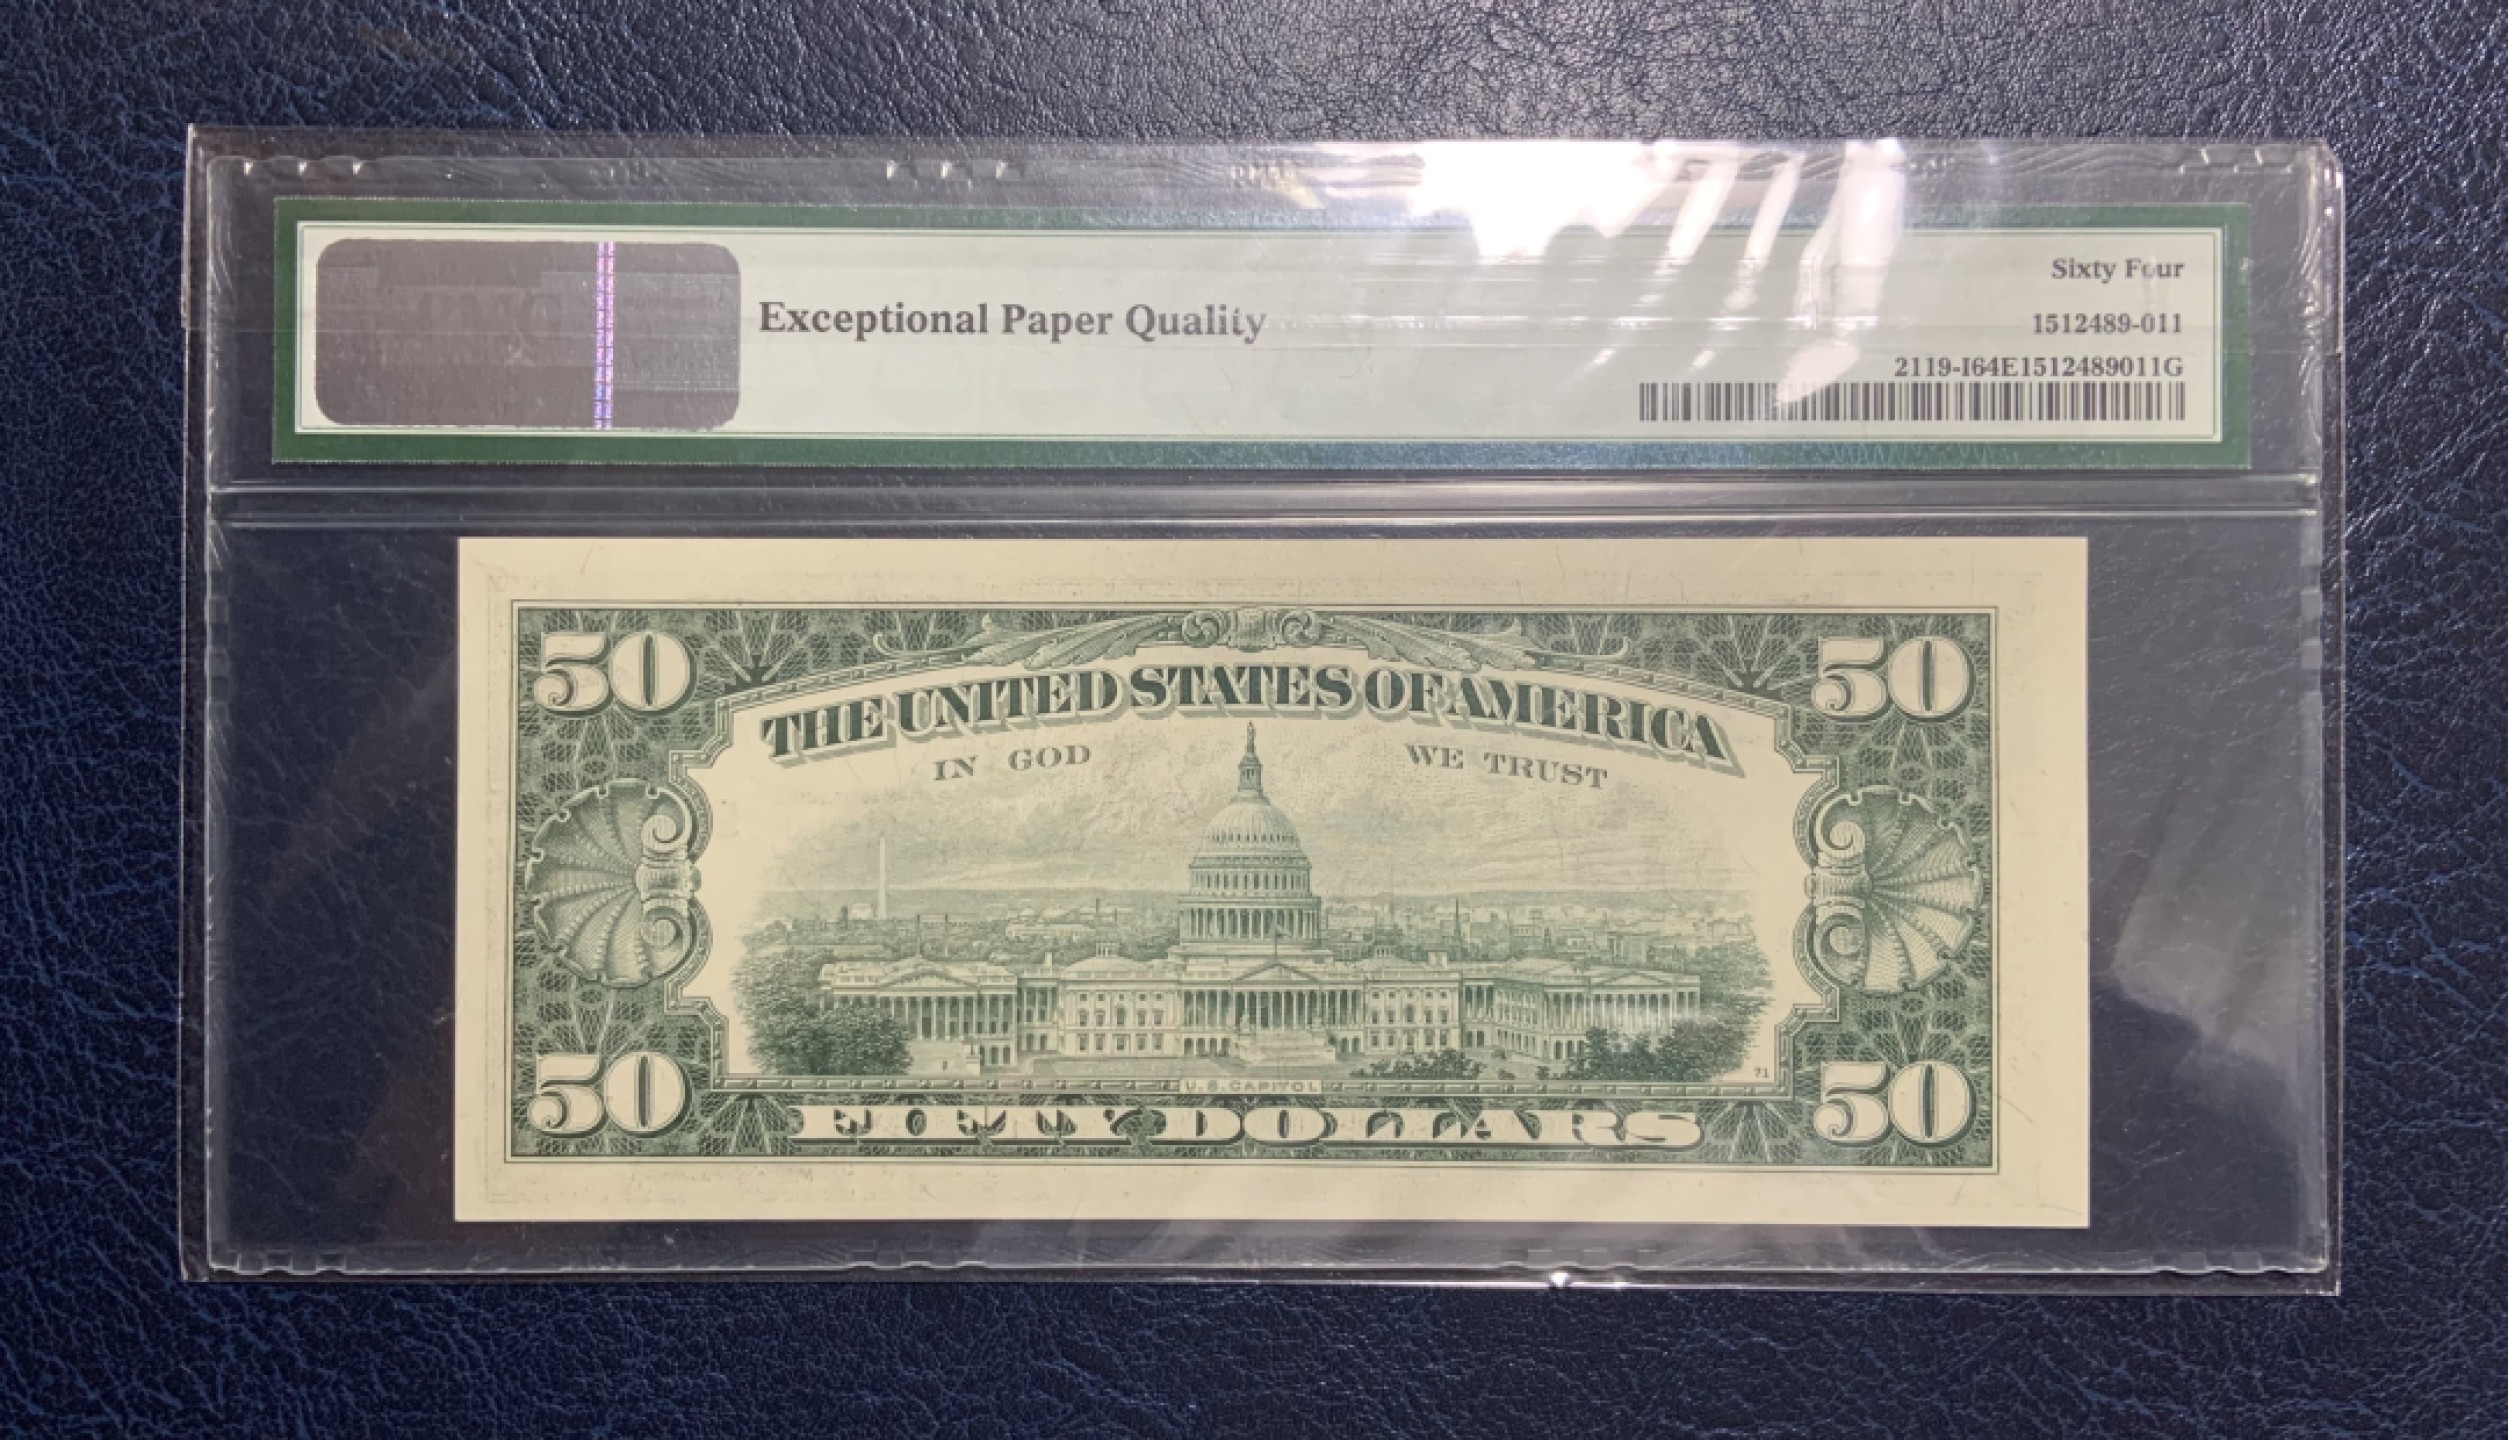 Exceptional Paper Quality
Sixty Four
1512489-011
2119-I64E1512489011G
50
50
THE UNITED STATES OF AMERICA
IN GOD WE TRUST
71
U.S. CAPITOL
50
FIFTY DOLLARS
50